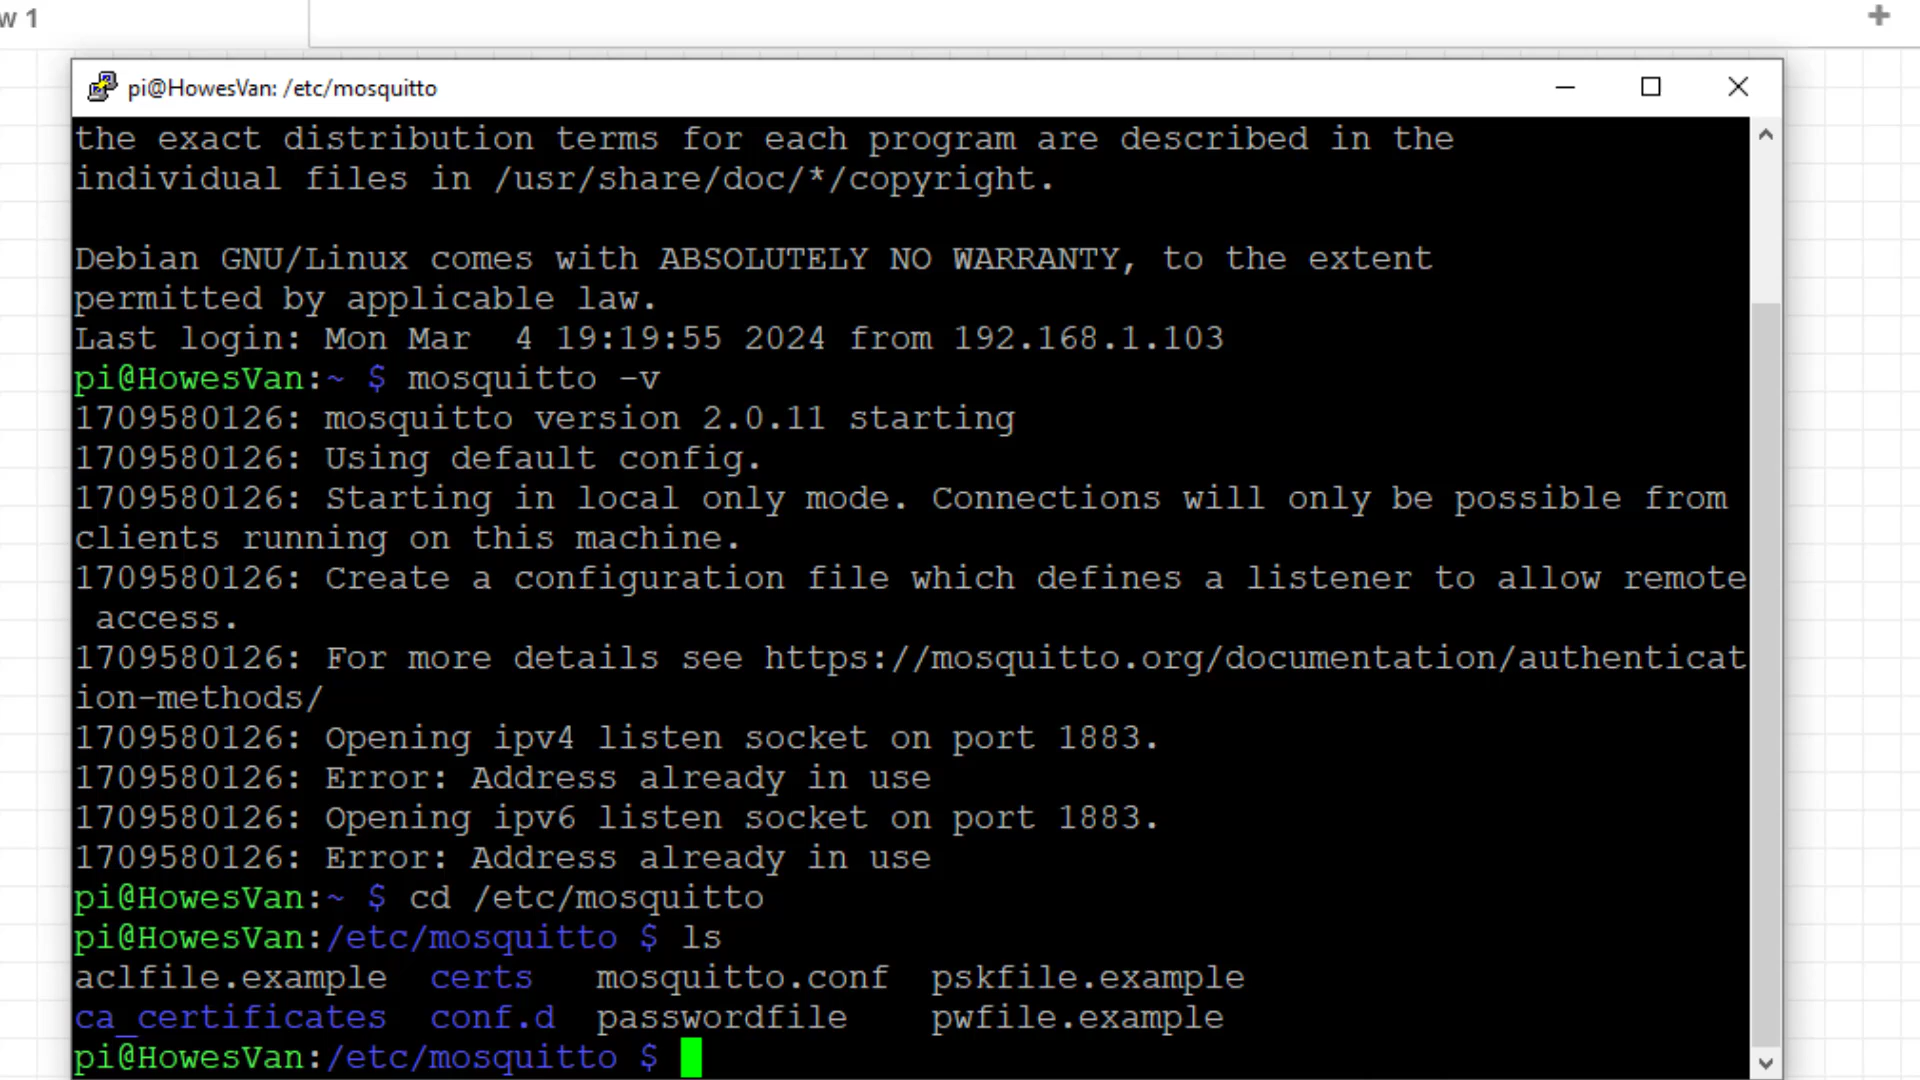 w 1
pi@HowesVan: /etc/mosquitto
the exact distribution terms for each program are described in the
individual files in /usr/share/doc/*/copyright.
Debian GNU/Linux comes with ABSOLUTELY NO WARRANTY, to the extent
permitted by applicable law.
Last login: Mon Mar  4 19:19:55 2024 from 192.168.1.103
pi@HowesVan:~ $ mosquitto -v
1709580126: mosquitto version 2.0.11 starting
1709580126: Using default config.
1709580126: Starting in local only mode. Connections will only be possible from
clients running on this machine.
1709580126: Create a configuration file which defines a listener to allow remote
 access.
1709580126: For more details see https://mosquitto.org/documentation/authenticat
ion-methods/
1709580126: Opening ipv4 listen socket on port 1883.
1709580126: Error: Address already in use
1709580126: Opening ipv6 listen socket on port 1883.
1709580126: Error: Address already in use
pi@HowesVan:~ $ cd /etc/mosquitto
pi@HowesVan:/etc/mosquitto $ ls
aclfile.example  certs   mosquitto.conf  pskfile.example
ca_certificates  conf.d  passwordfile    pwfile.example
pi@HowesVan:/etc/mosquitto $